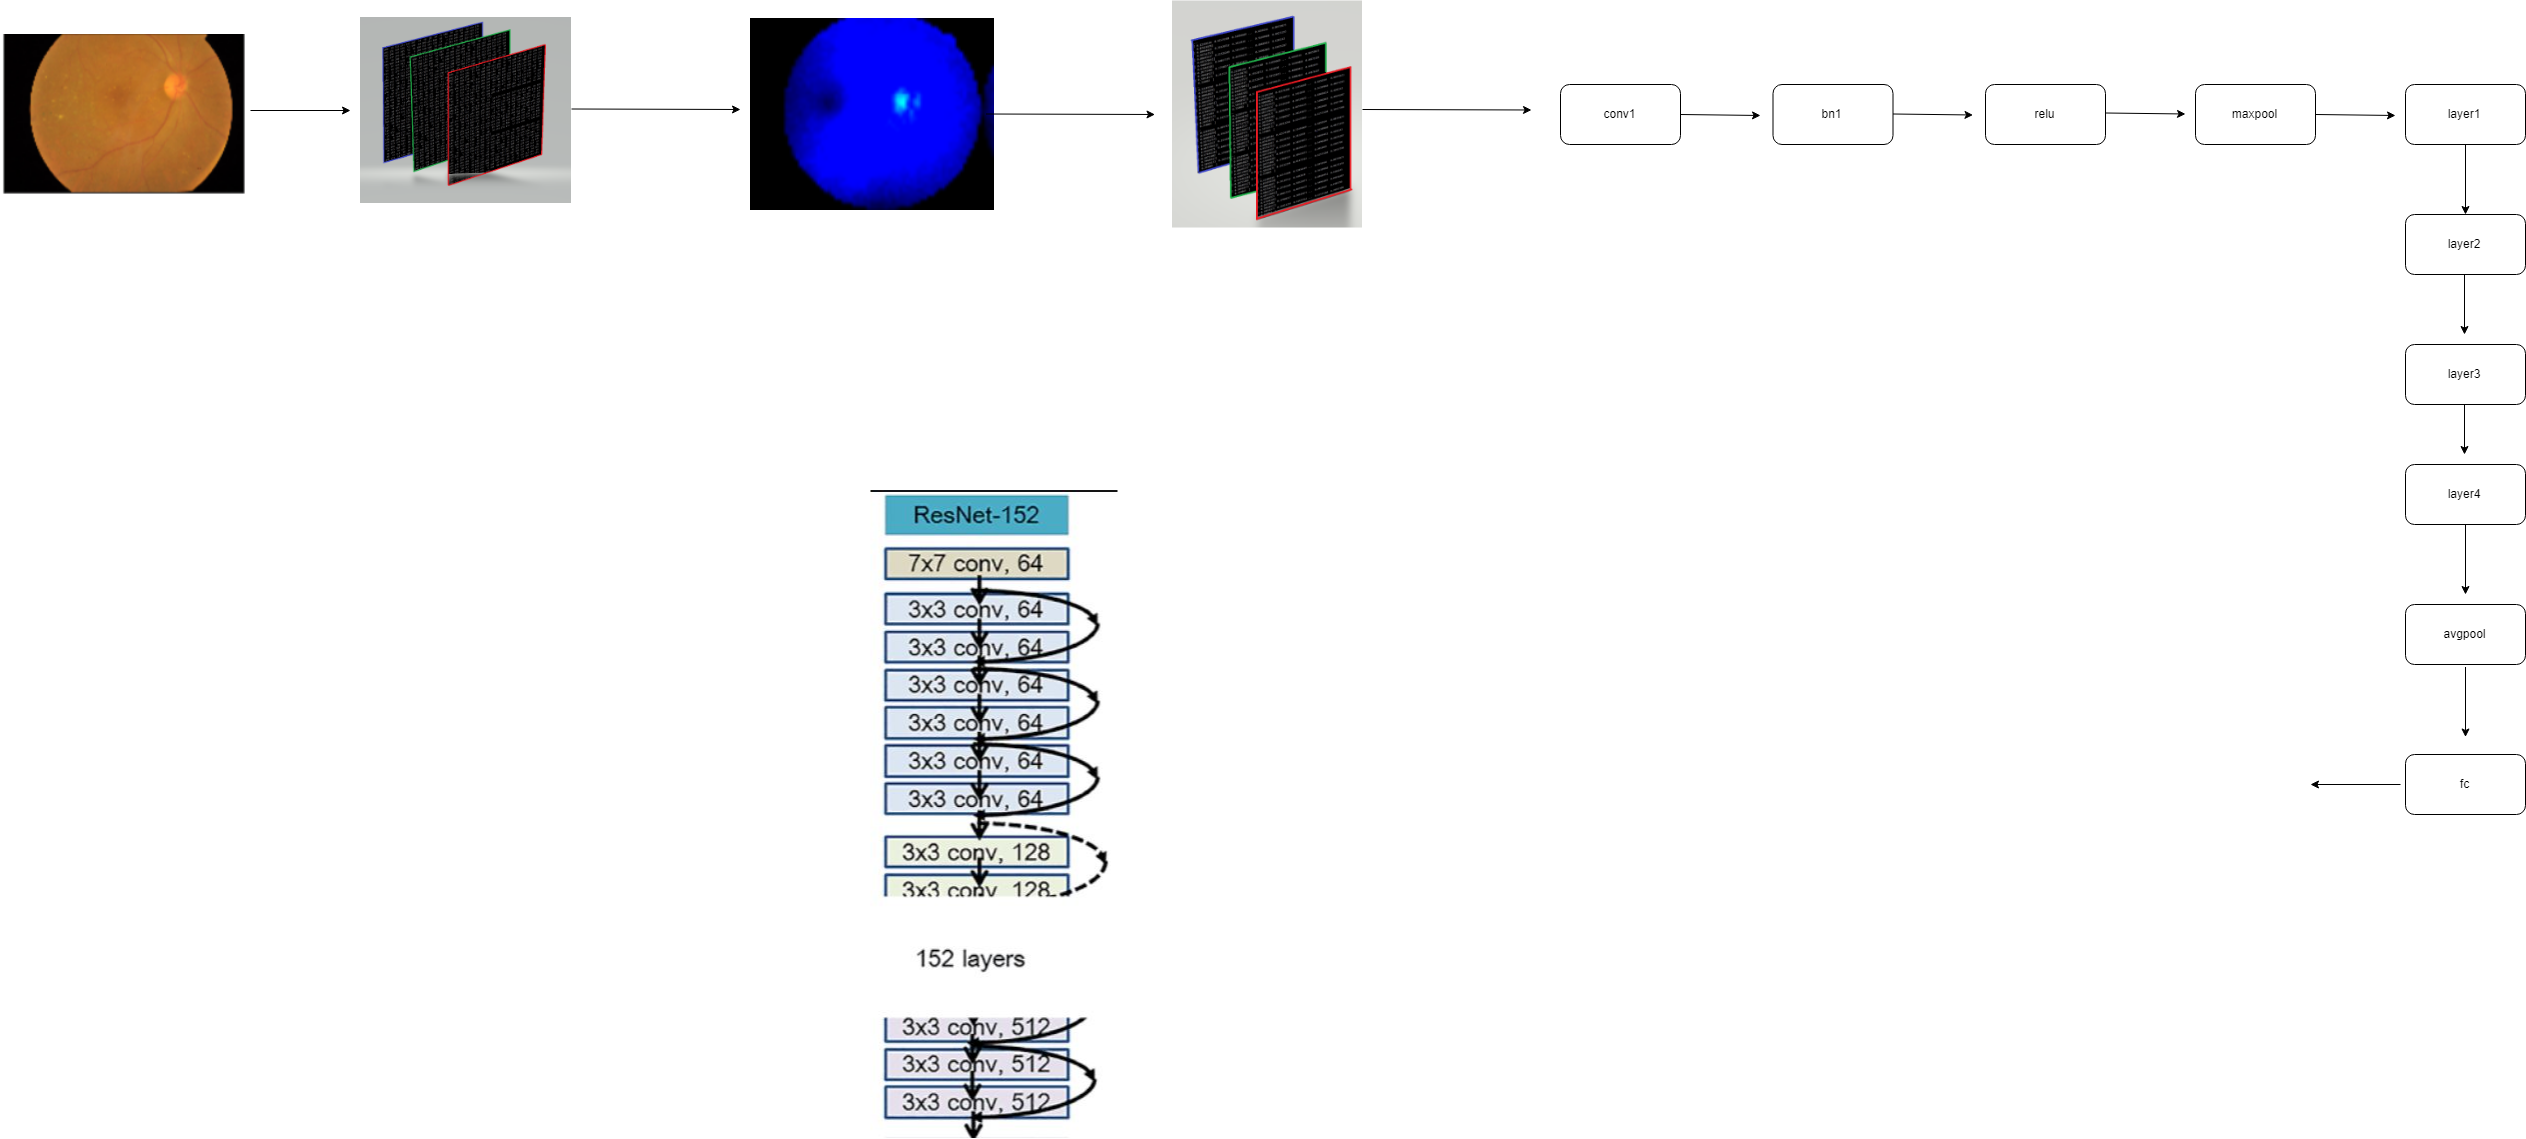 conv1
bn1
relu
maxpool
layer1
layer2
layer3
layer4
avgpool
fc
ResNet-152
7x7 conv, 64
3x3 conv, 64
3x3 conv, 64
3x3 conv, 64
3x3 conv, 64
3x3 conv, 64
3x3 conv, 64
3x3 conv, 128
3x3 conv, 128
152 layers
3x3 conv, 512
3x3 conv, 512
3x3 conv, 512